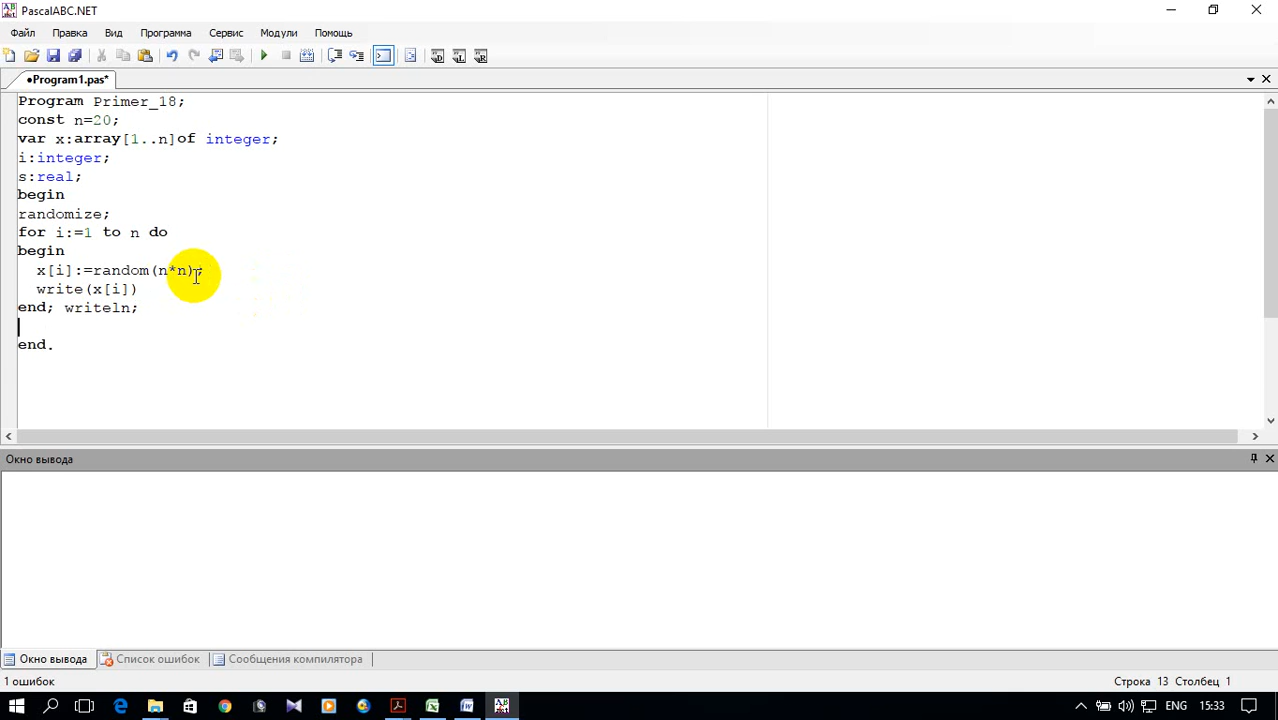 PascalABC.NET
Файл Правка Вид Программа Сервис Модули Помощь
•Program1.pas*
Program Primer_18;
const n=20;
var x:array[1..n]of integer;
i:integer;
s:real;
begin
randomize;
for i:=1 to n do
begin
x[i]:=random(n*n);
write(x[i])
end; writeln;
end.
Окно вывода
Окно вывода Список ошибок Сообщения компилятора
1 ошибок Строка 13 Столбец 1
ENG 15:33